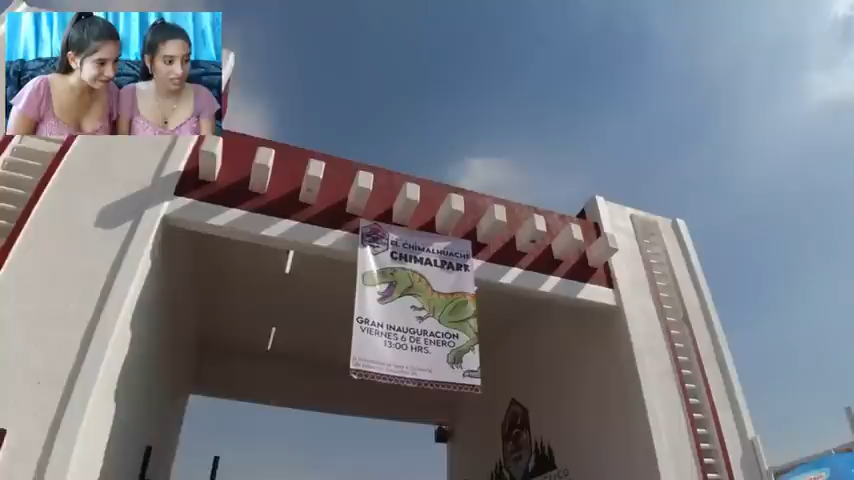 EL CHIMALHUACHE
CHIMALPARK
GRAN INAUGURACIÓN
VIERNES 6 DE ENERO
13:00 HRS.